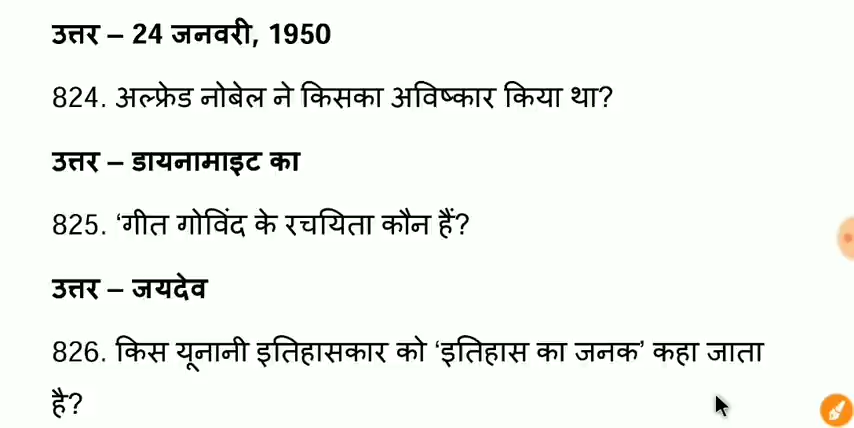 उत्तर – 24 जनवरी, 1950
824. अल्फ्रेड नोबेल ने किसका अविष्कार किया था?
उत्तर – डायनामाइट का
825. ‘गीत गोविंद के रचयिता कौन हैं?
उत्तर – जयदेव
826. किस यूनानी इतिहासकार को ‘इतिहास का जनक’ कहा जाता
है?